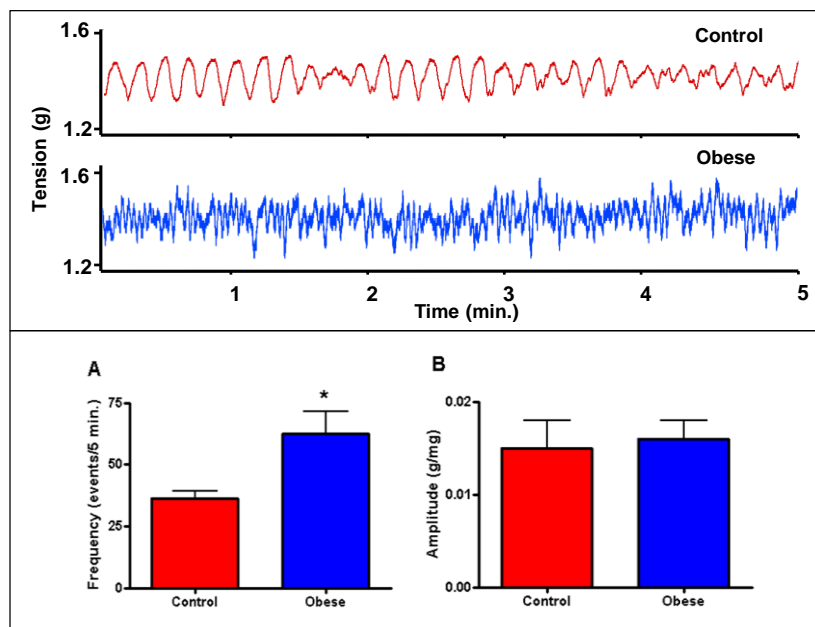 1.6
Control
1.2
Tension (g)
1.6
Obese
1.2
1 2 3 4 5
Time (min.)
A
*
75
50
25
0
Frequency (events/5 min.)
Control Obese
B
0.02
0.01
0.00
Amplitude (g/mg)
Control Obese